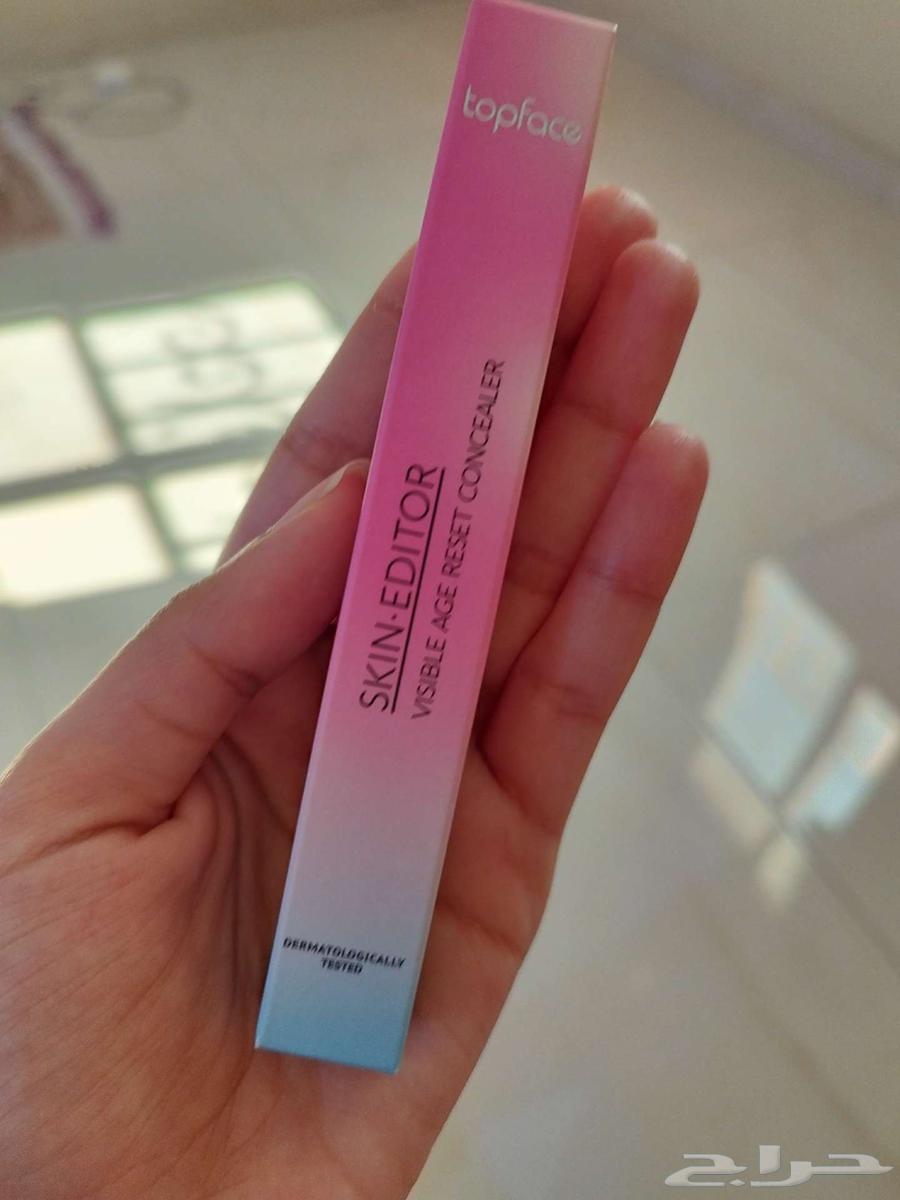 topface
SKIN·EDITOR
VISIBLE AGE RESET CONCEALER
DERMATOLOGICALLY
TESTED
حراج